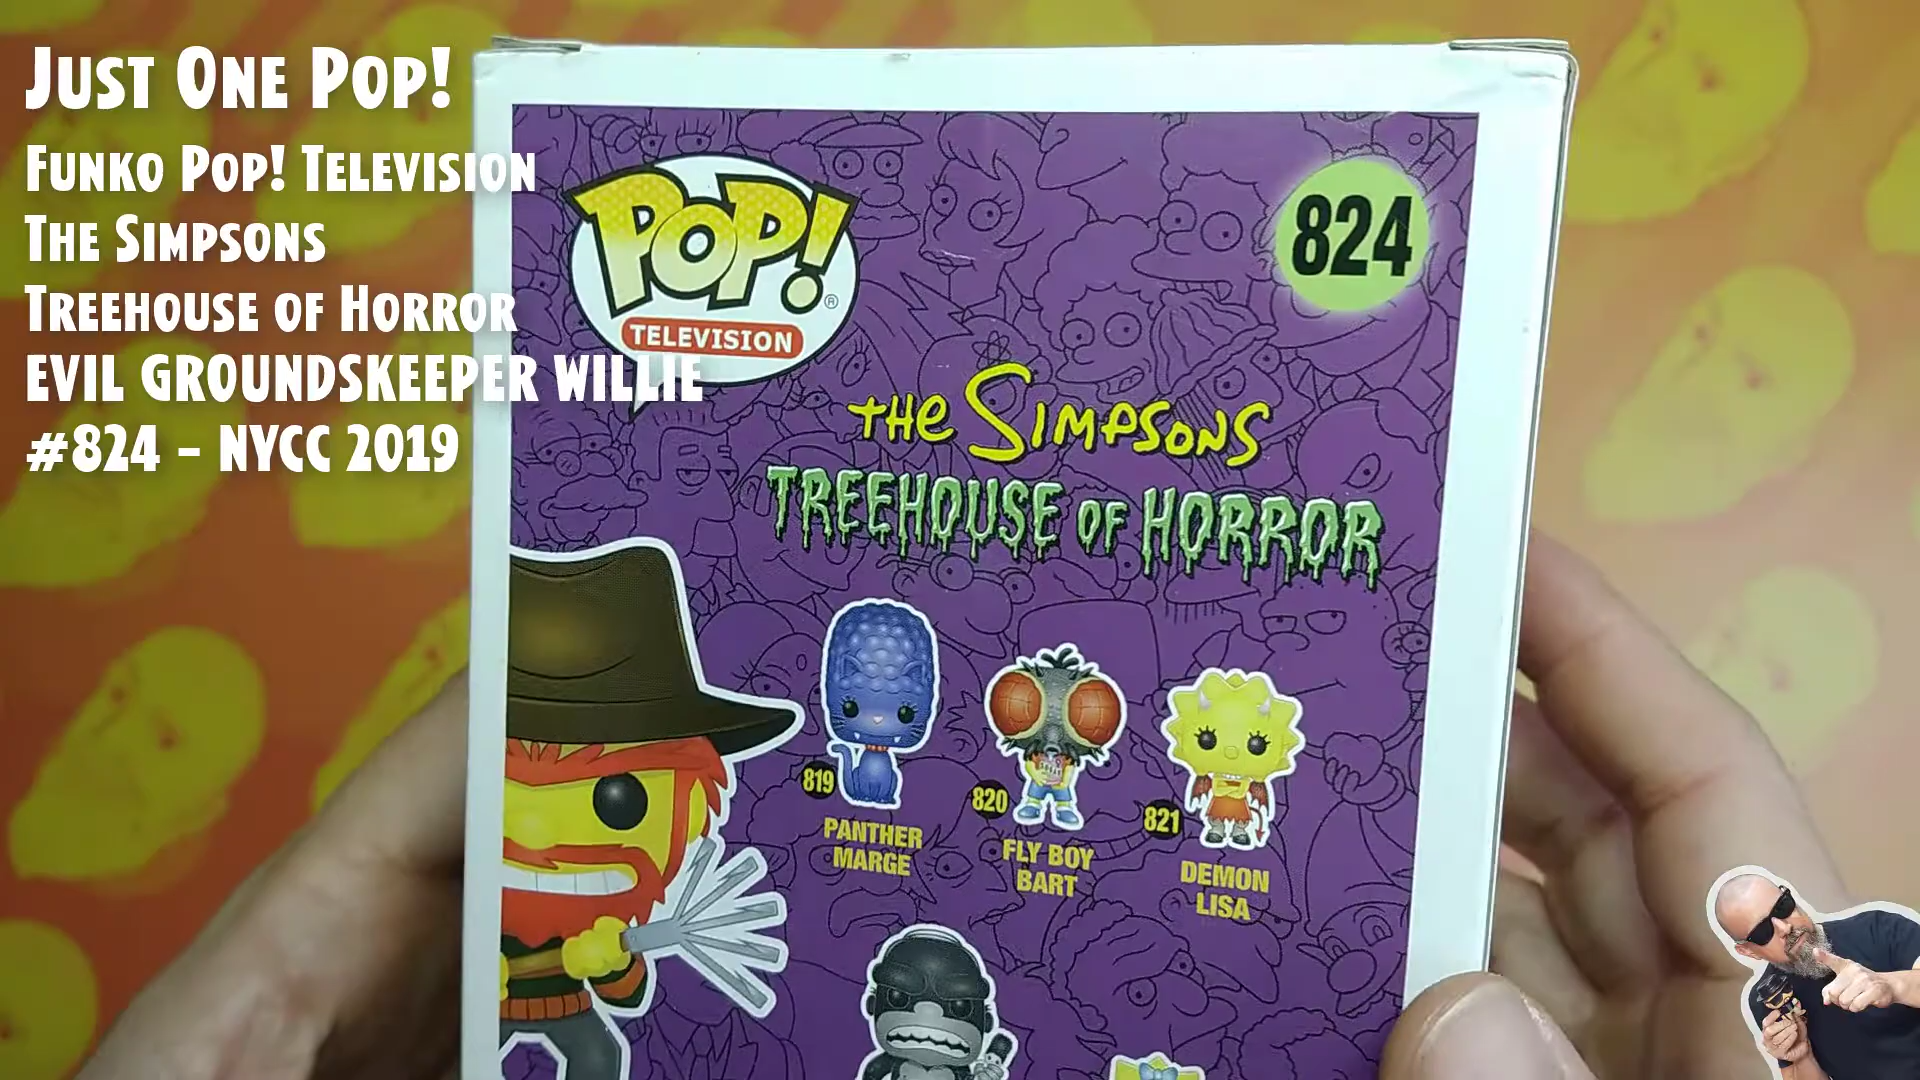 JUST ONE POP!
FUNKO POP! TELEVISION
THE SIMPSONS
TREEHOUSE OF HORROR
EVIL GROUNDSKEEPER WILLIE
#824 - NYCC 2019
POP!
®
TELEVISION
824
THE SIMPSONS
TREEHOUSE OF HORROR
819
PANTHER
MARGE
820
FLY BOY
BART
821
DEMON
LISA